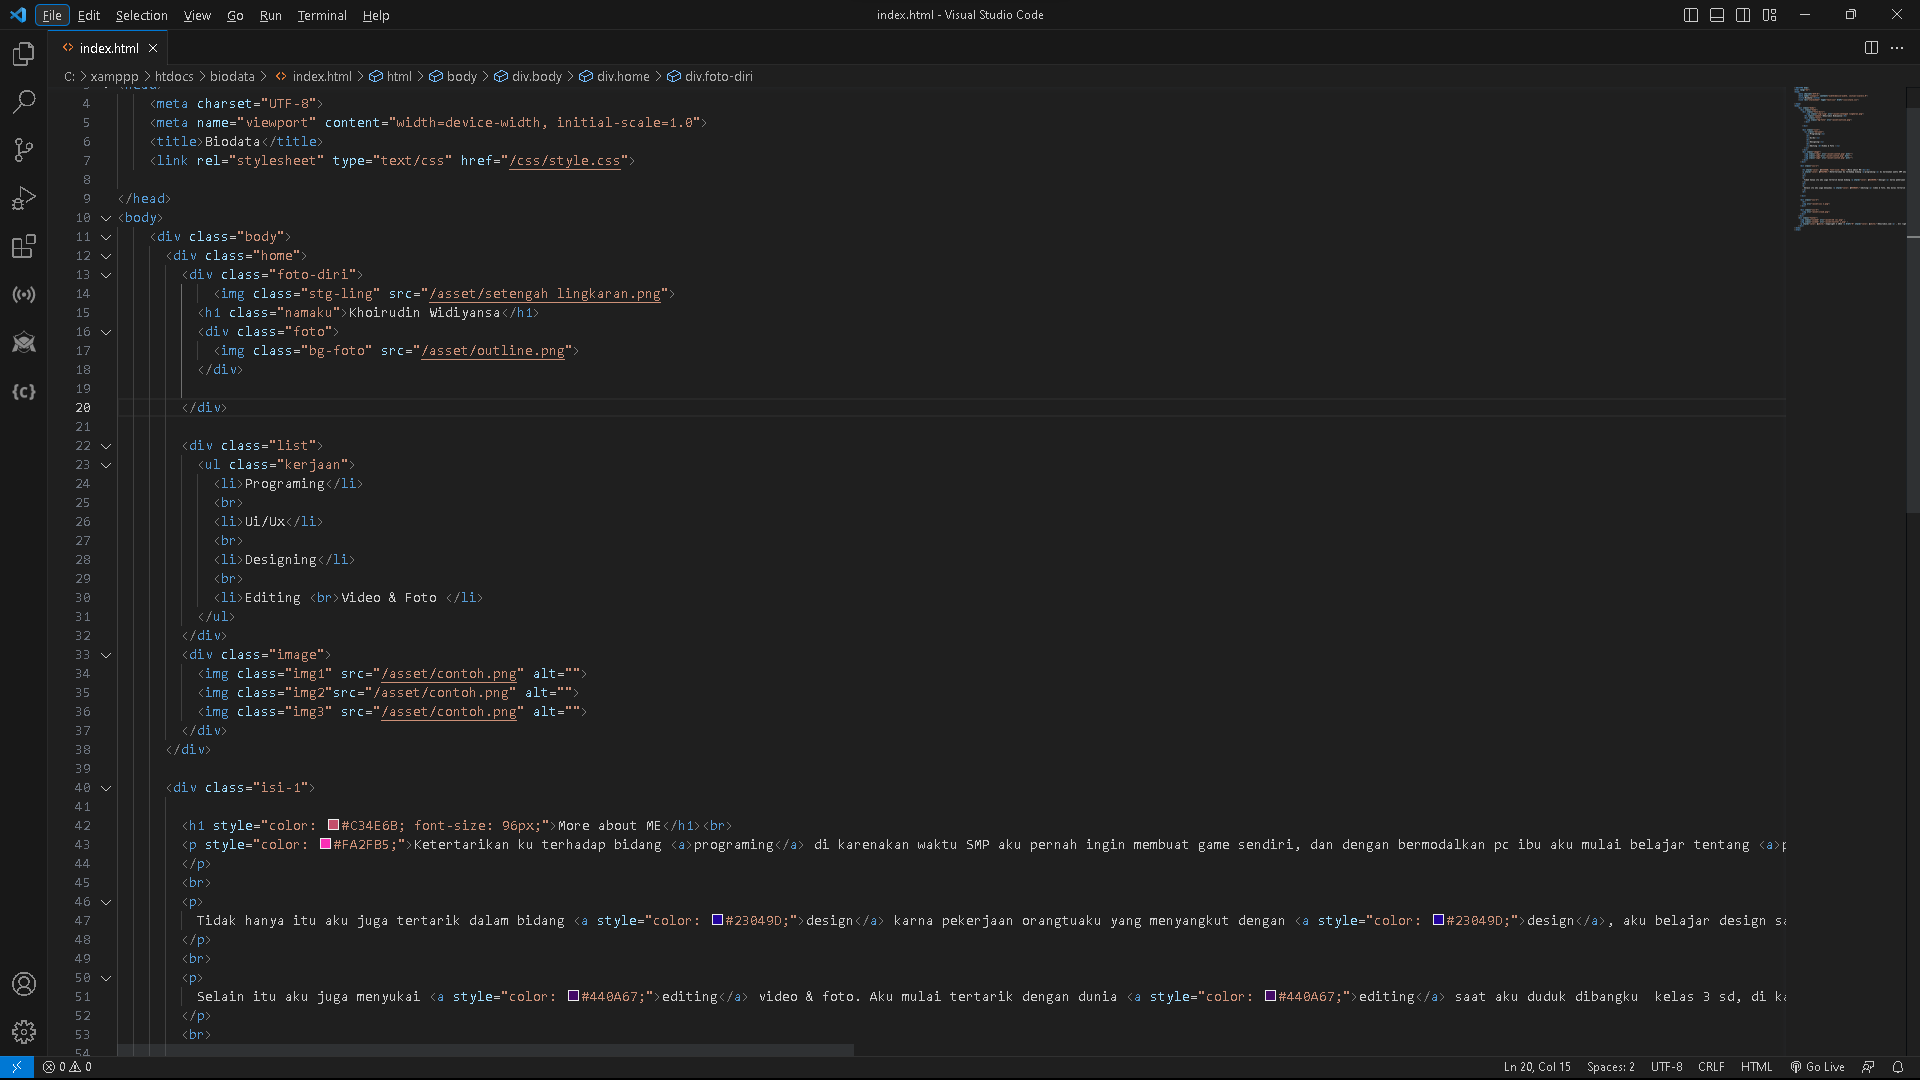 File Edit Selection View Go Run Terminal Help
index.html - Visual Studio Code
index.html
C: > xamppp > htdocs > biodata > index.html > html > body > div.body > div.home > div.foto-diri
3 <head>
4 <meta charset="UTF-8">
5 <meta name="viewport" content="width=device-width, initial-scale=1.0">
6 <title>Biodata</title>
7 <link rel="stylesheet" type="text/css" href="/css/style.css">
8
9 </head>
10 <body>
11 <div class="body">
12 <div class="home">
13 <div class="foto-diri">
14 <img class="stg-ling" src="/asset/setengah lingkaran.png">
15 <h1 class="namaku">Khoirudin Widiyansa</h1>
16 <div class="foto">
17 <img class="bg-foto" src="/asset/outline.png">
18 </div>
19
20 </div>
21
22 <div class="list">
23 <ul class="kerjaan">
24 <li>Programing</li>
25 <br>
26 <li>Ui/Ux</li>
27 <br>
28 <li>Designing</li>
29 <br>
30 <li>Editing <br>Video & Foto </li>
31 </ul>
32 </div>
33 <div class="image">
34 <img class="img1" src="/asset/contoh.png" alt="">
35 <img class="img2"src="/asset/contoh.png" alt="">
36 <img class="img3" src="/asset/contoh.png" alt="">
37 </div>
38 </div>
39
40 <div class="isi-1">
41
42 <h1 style="color: #C34E6B; font-size: 96px;">More about ME</h1><br>
43 <p style="color: #FA2FB5;">Ketertarikan ku terhadap bidang <a>programing</a> di karenakan waktu SMP aku pernah ingin membuat game sendiri, dan dengan bermodalkan pc ibu aku mulai belajar tentang <a>p
44 </p>
45 <br>
46 <p>
47 Tidak hanya itu aku juga tertarik dalam bidang <a style="color: #23049D;">design</a> karna pekerjaan orangtuaku yang menyangkut dengan <a style="color: #23049D;">design</a>, aku belajar design sa
48 </p>
49 <br>
50 <p>
51 Selain itu aku juga menyukai <a style="color: #440A67;">editing</a> video & foto. Aku mulai tertarik dengan dunia <a style="color: #440A67;">editing</a> saat aku duduk dibangku  kelas 3 sd, di ka
52 </p>
53 <br>
54
0 0
Ln 20, Col 15 Spaces: 2 UTF-8 CRLF HTML Go Live